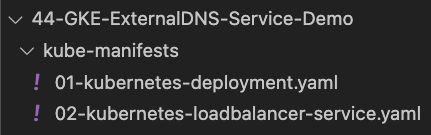 44-GKE-ExternalDNS-Service-Demo
kube-manifests
! 01-kubernetes-deployment.yaml
! 02-kubernetes-loadbalancer-service.yaml